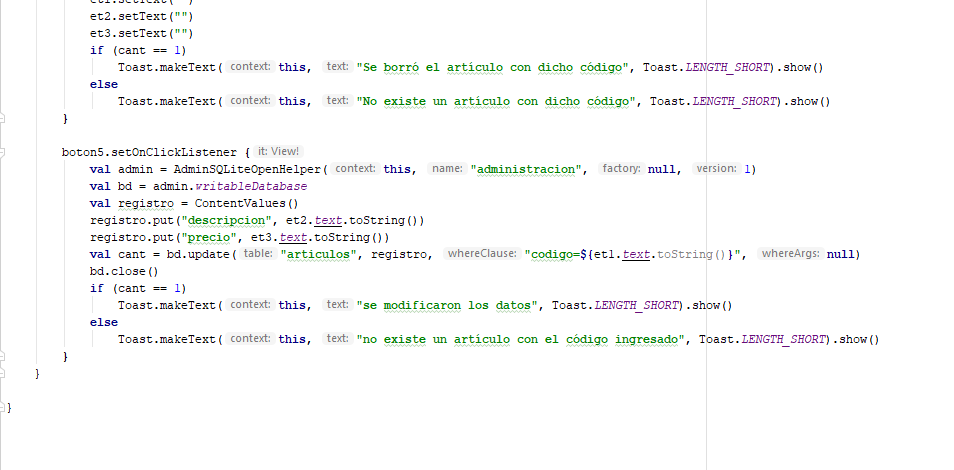 et1.setText("")
et2.setText("")
et3.setText("")
if (cant == 1)
Toast.makeText( context: this, text: "Se borró el artículo con dicho código", Toast.LENGTH_SHORT).show()
else
Toast.makeText( context: this, text: "No existe un artículo con dicho código", Toast.LENGTH_SHORT).show()
}
boton5.setOnClickListener { it: View!
val admin = AdminSQLiteOpenHelper( context: this, name: "administracion", factory: null, version: 1)
val bd = admin.writableDatabase
val registro = ContentValues()
registro.put("descripcion", et2.text.toString())
registro.put("precio", et3.text.toString())
val cant = bd.update( table: "articulos", registro, whereClause: "codigo=${et1.text.toString()}", whereArgs: null)
bd.close()
if (cant == 1)
Toast.makeText( context: this, text: "se modificaron los datos", Toast.LENGTH_SHORT).show()
else
Toast.makeText( context: this, text: "no existe un artículo con el código ingresado", Toast.LENGTH_SHORT).show()
}
}
}